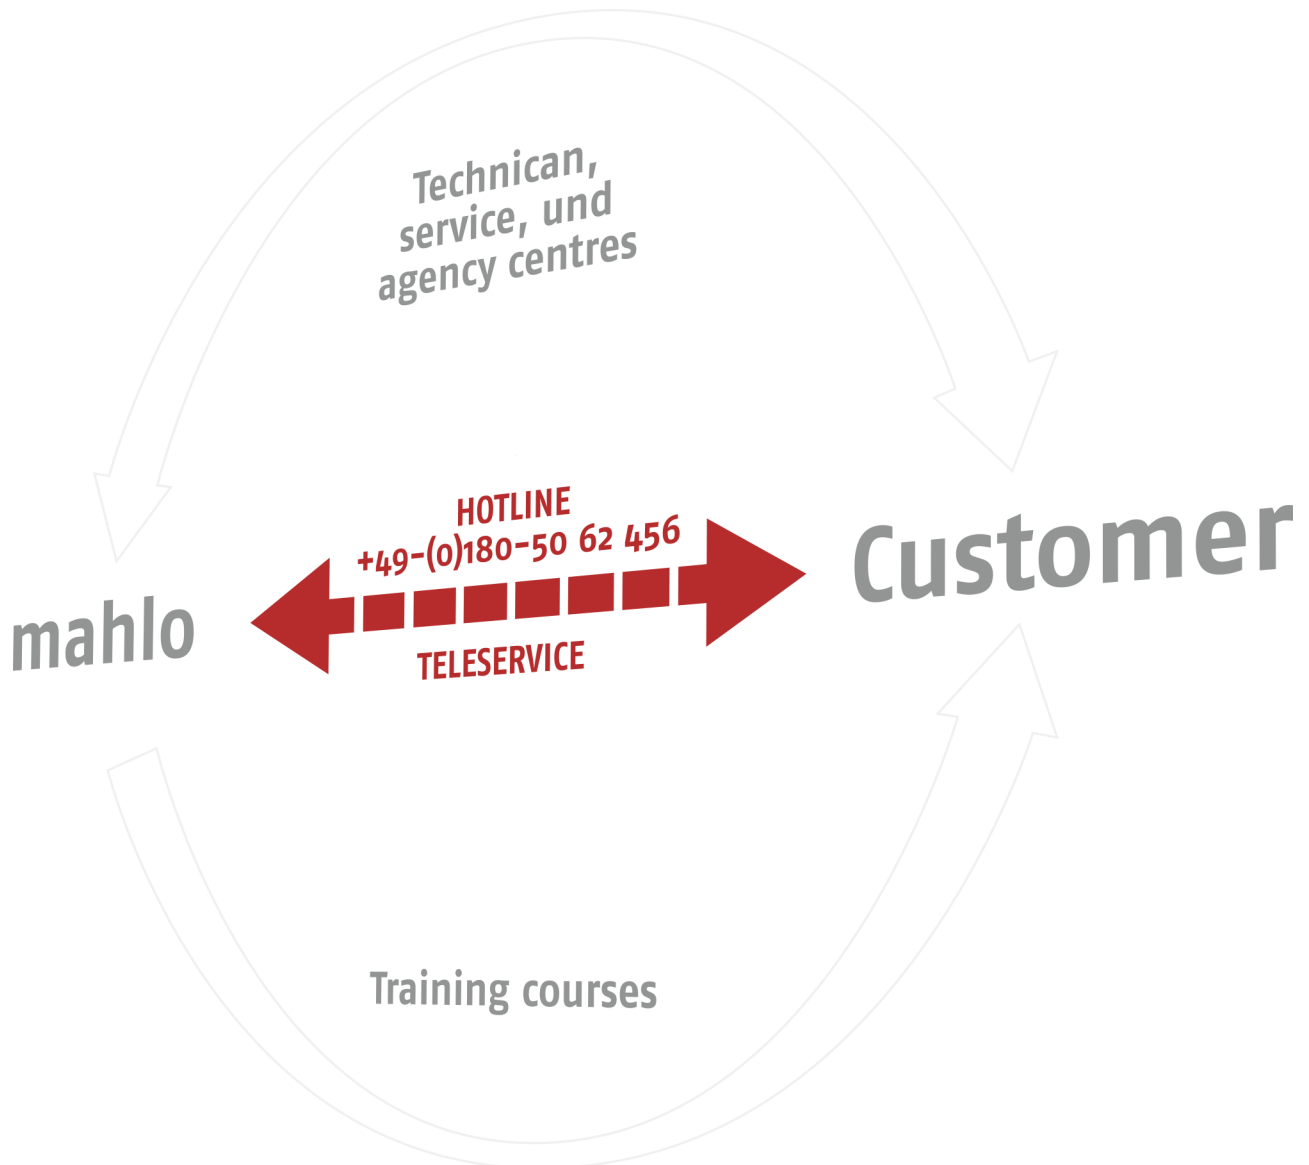 Technican,
service, und
agency centres
HOTLINE
+49-(0)180-50 62 456
Customer
mahlo
TELESERVICE
Training courses